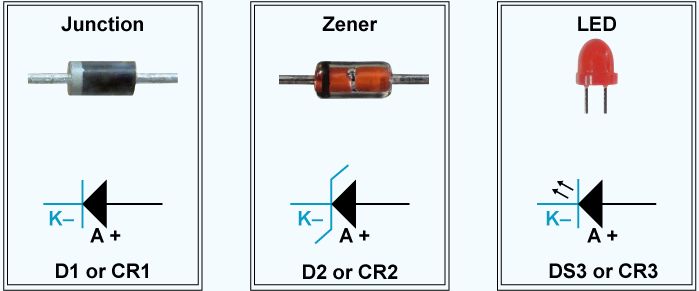 Junction
K–
A +
D1 or CR1
Zener
K–
A +
D2 or CR2
LED
K–
A +
DS3 or CR3